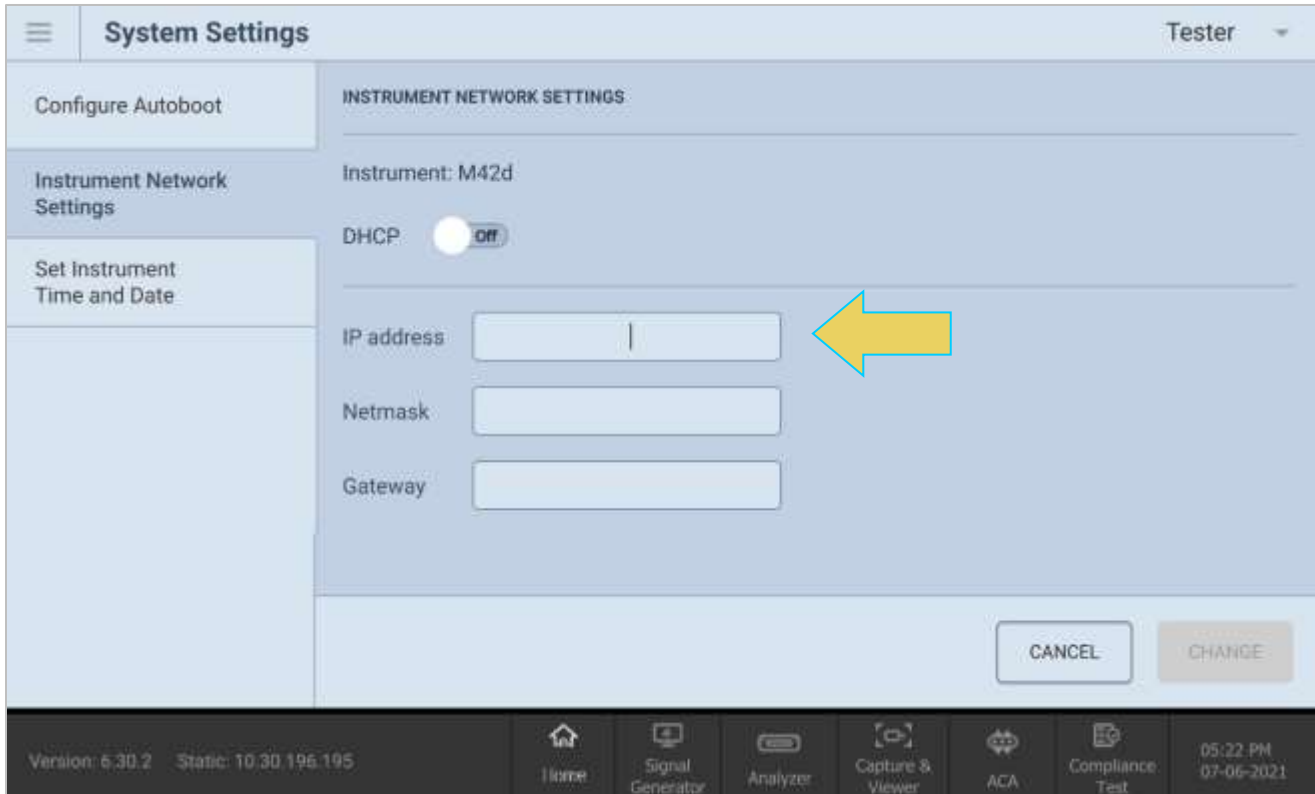 System Settings
Tester
Configure Autoboot
Instrument Network
Settings
Set Instrument
Time and Date
INSTRUMENT NETWORK SETTINGS
Instrument: M42d
DHCP
Off
IP address
Netmask
Gateway
CANCEL
CHANGE
Version: 6.30.2 Static: 10.30.196.195
Home
Signal
Generator
Analyzer
Capture &
Viewer
ACA
Compliance
Test
05:22 PM
07-06-2021